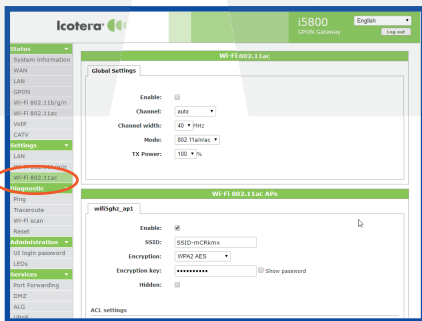 Icotera
i5800
GPON Gateway
English
Log out
Status
System Information
WAN
LAN
GPON
Wi-Fi 802.11b/g/n
Wi-Fi 802.11ac
VoIP
CATV
Settings
LAN
Wi-Fi 802.11ac
Diagnostic
Ping
Traceroute
Wi-Fi scan
Reset
Administration
UI login password
LEDs
Services
Port Forwarding
DMZ
ALG
UPnP
Wi-Fi 802.11ac
Global Settings
Enable:
Channel: auto
Channel width: 40 MHz
Mode: 802.11a/n/ac
TX Power: 100 %
Wi-Fi 802.11ac APs
wifi5ghz_ap1
Enable:
SSID: SSID-mCRkmx
Encryption: WPA2 AES
Encryption key: •••••••••• Show password
Hidden:
ACL settings